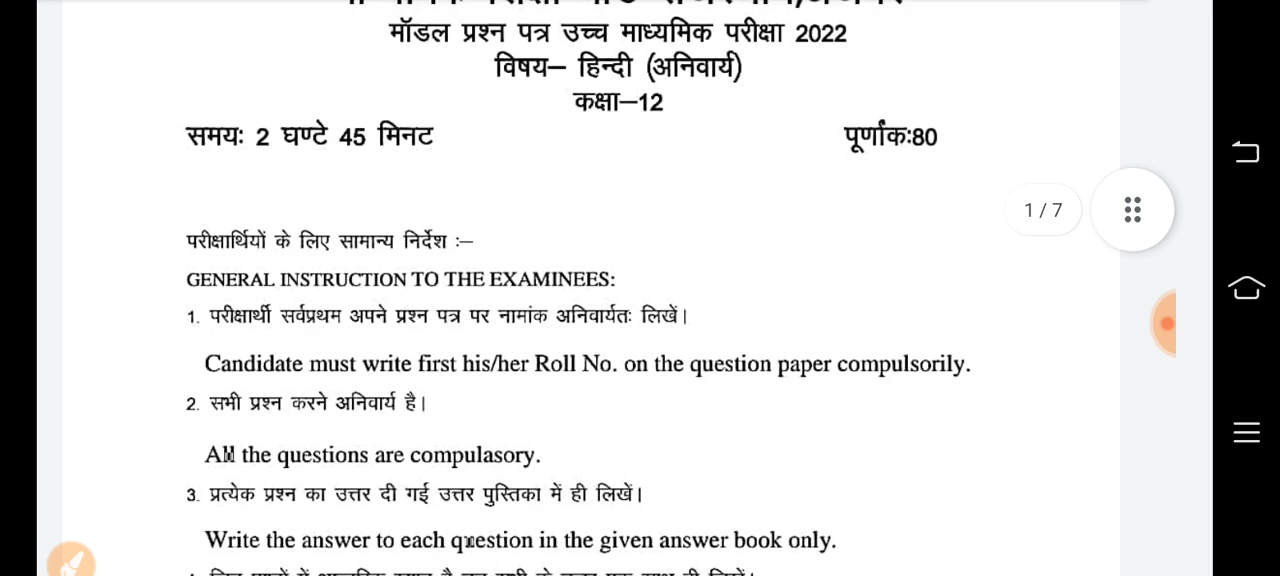 मॉडल प्रश्न पत्र उच्च माध्यमिक परीक्षा 2022
विषय– हिन्दी (अनिवार्य)
कक्षा–12
समयः 2 घण्टे 45 मिनट पूर्णांकः80
1 / 7
परीक्षार्थियों के लिए सामान्य निर्देश :–
GENERAL INSTRUCTION TO THE EXAMINEES:
1. परीक्षार्थी सर्वप्रथम अपने प्रश्न पत्र पर नामांक अनिवार्यतः लिखें।
Candidate must write first his/her Roll No. on the question paper compulsorily.
2. सभी प्रश्न करने अनिवार्य है।
All the questions are compulasory.
3. प्रत्येक प्रश्न का उत्तर दी गई उत्तर पुस्तिका में ही लिखें।
Write the answer to each question in the given answer book only.